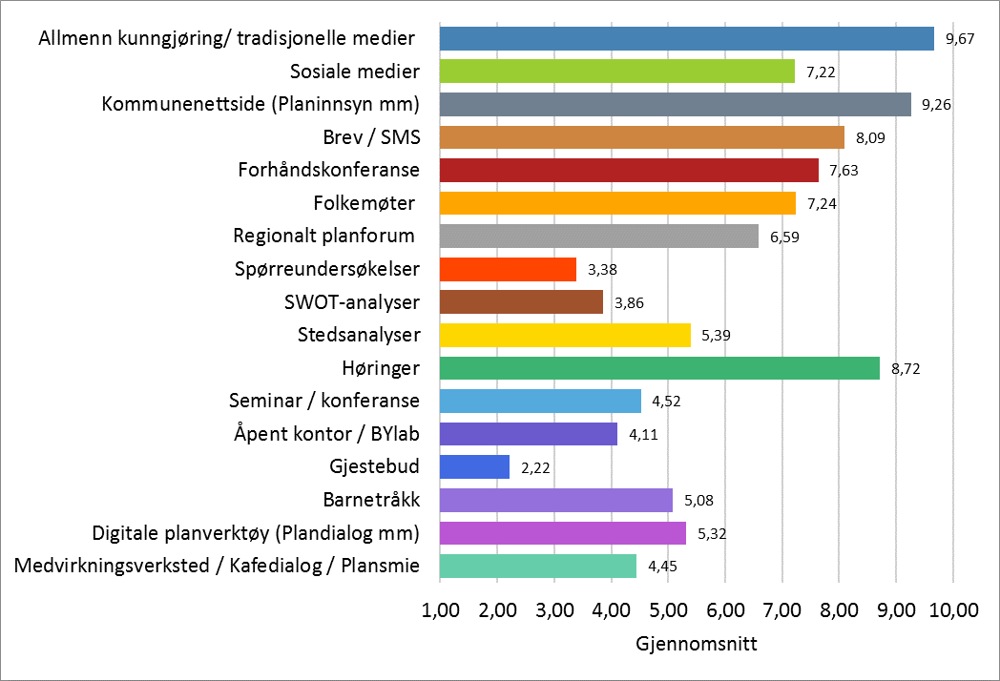 Allmenn kunngjøring/ tradisjonelle medier 9,67
Sosiale medier 7,22
Kommunenettside (Planinnsyn mm) 9,26
Brev / SMS 8,09
Forhåndskonferanse 7,63
Folkemøter 7,24
Regionalt planforum 6,59
Spørreundersøkelser 3,38
SWOT-analyser 3,86
Stedsanalyser 5,39
Høringer 8,72
Seminar / konferanse 4,52
Åpent kontor / BYlab 4,11
Gjestebud 2,22
Barnetråkk 5,08
Digitale planverktøy (Plandialog mm) 5,32
Medvirkningsverksted / Kafedialog / Plansmie 4,45
1,00 2,00 3,00 4,00 5,00 6,00 7,00 8,00 9,00 10,00
Gjennomsnitt